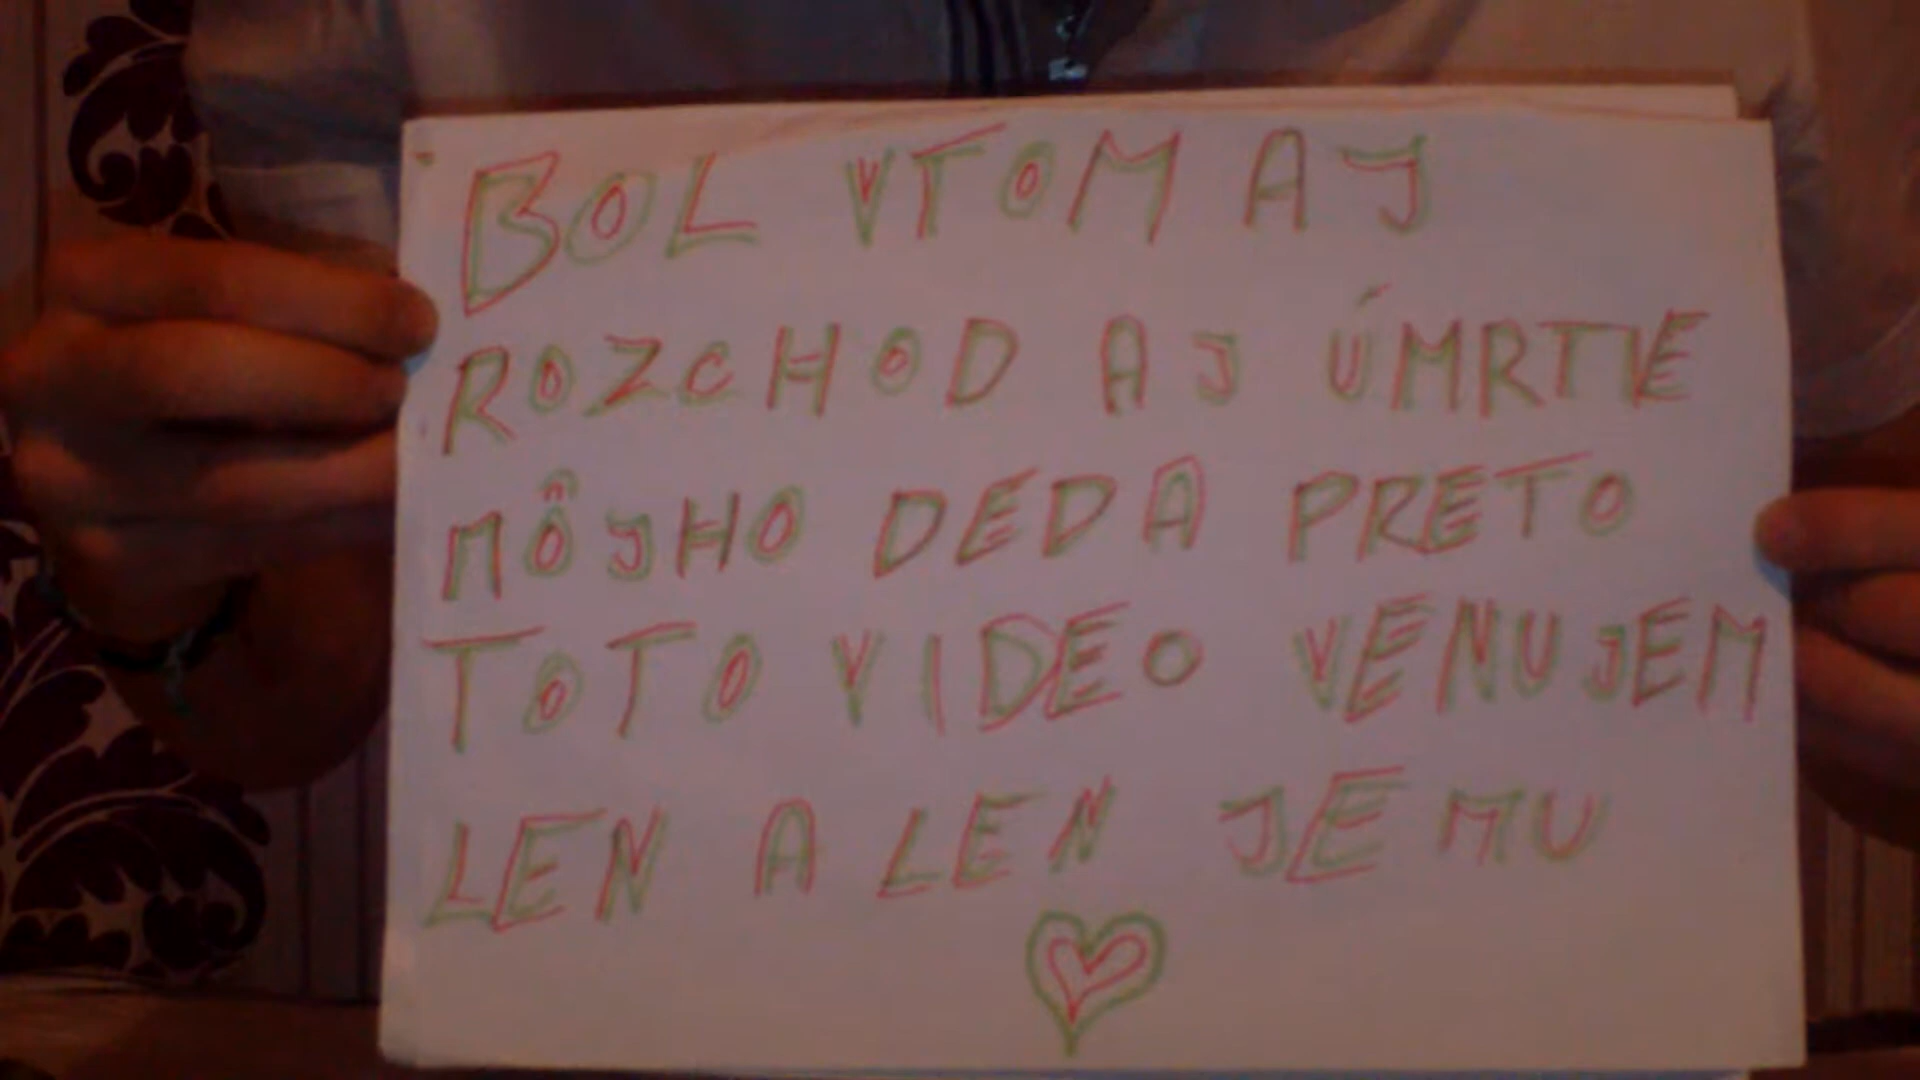 BOL VTOM AJ
ROZCHOD AJ ÚMRTIE
MÔJHO DEDA PRETO
TOTO VIDEO VENUJEM
LEN A LEN JEMU